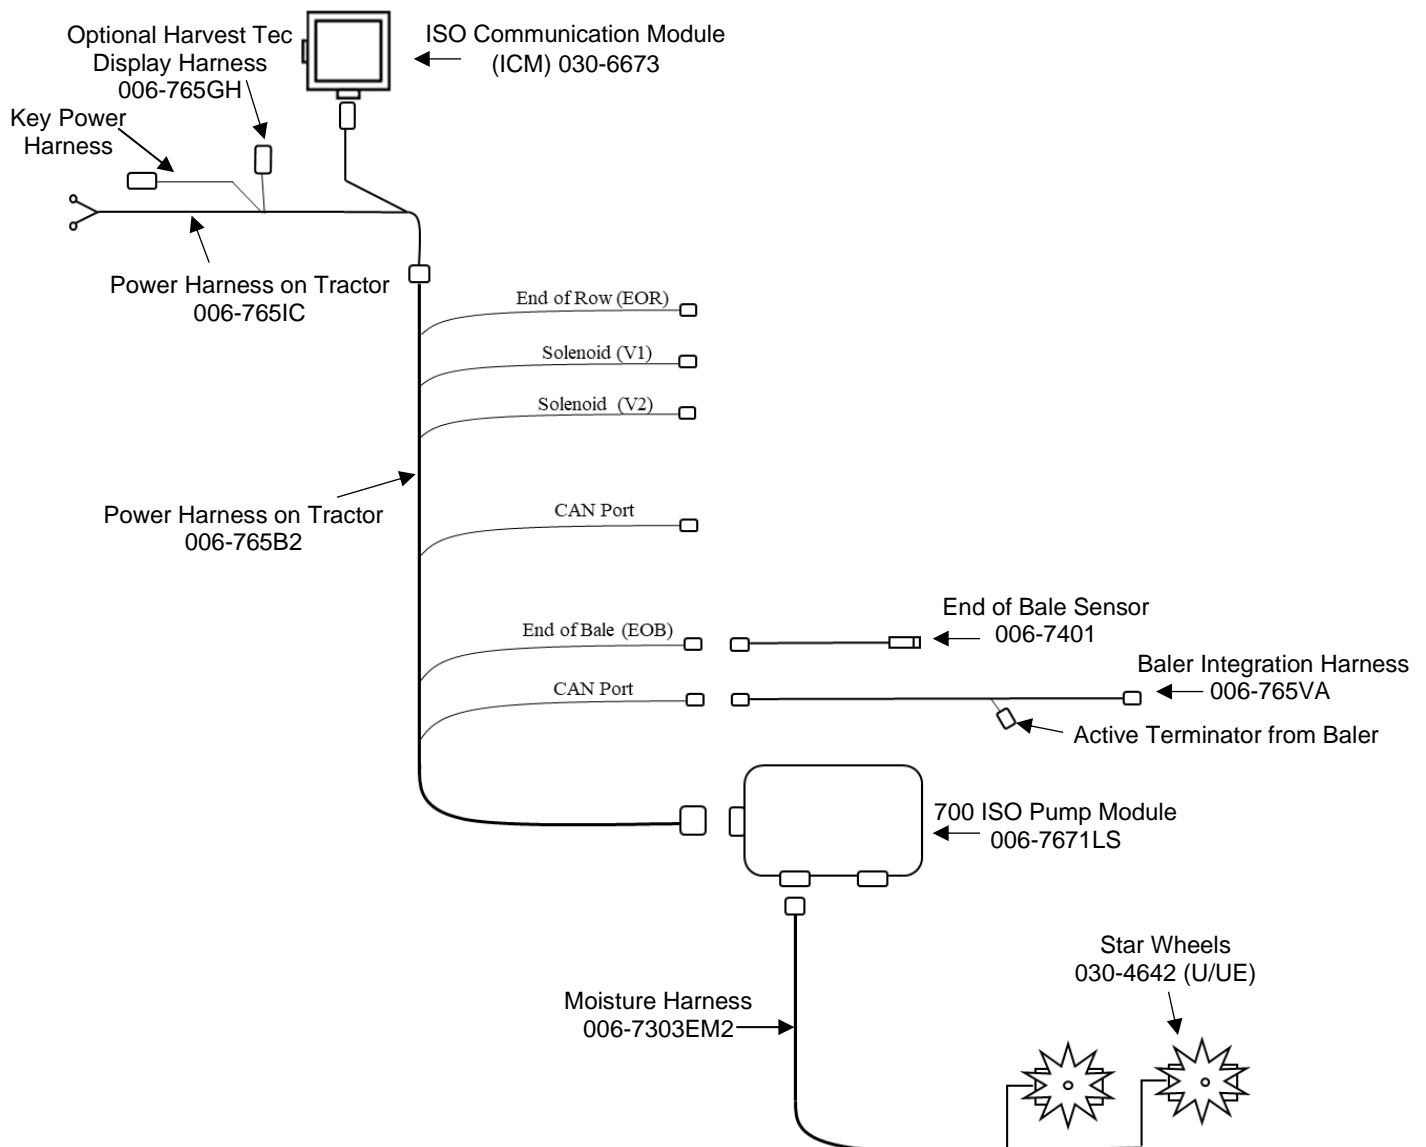 Optional Harvest Tec
Display Harness
006-765GH
ISO Communication Module
(ICM) 030-6673
Key Power
Harness
Power Harness on Tractor
006-765IC
End of Row (EOR)
Solenoid (V1)
Solenoid (V2)
CAN Port
Power Harness on Tractor
006-765B2
End of Bale (EOB)
End of Bale Sensor
006-7401
CAN Port
Baler Integration Harness
006-765VA
Active Terminator from Baler
700 ISO Pump Module
006-7671LS
Star Wheels
030-4642 (U/UE)
Moisture Harness
006-7303EM2